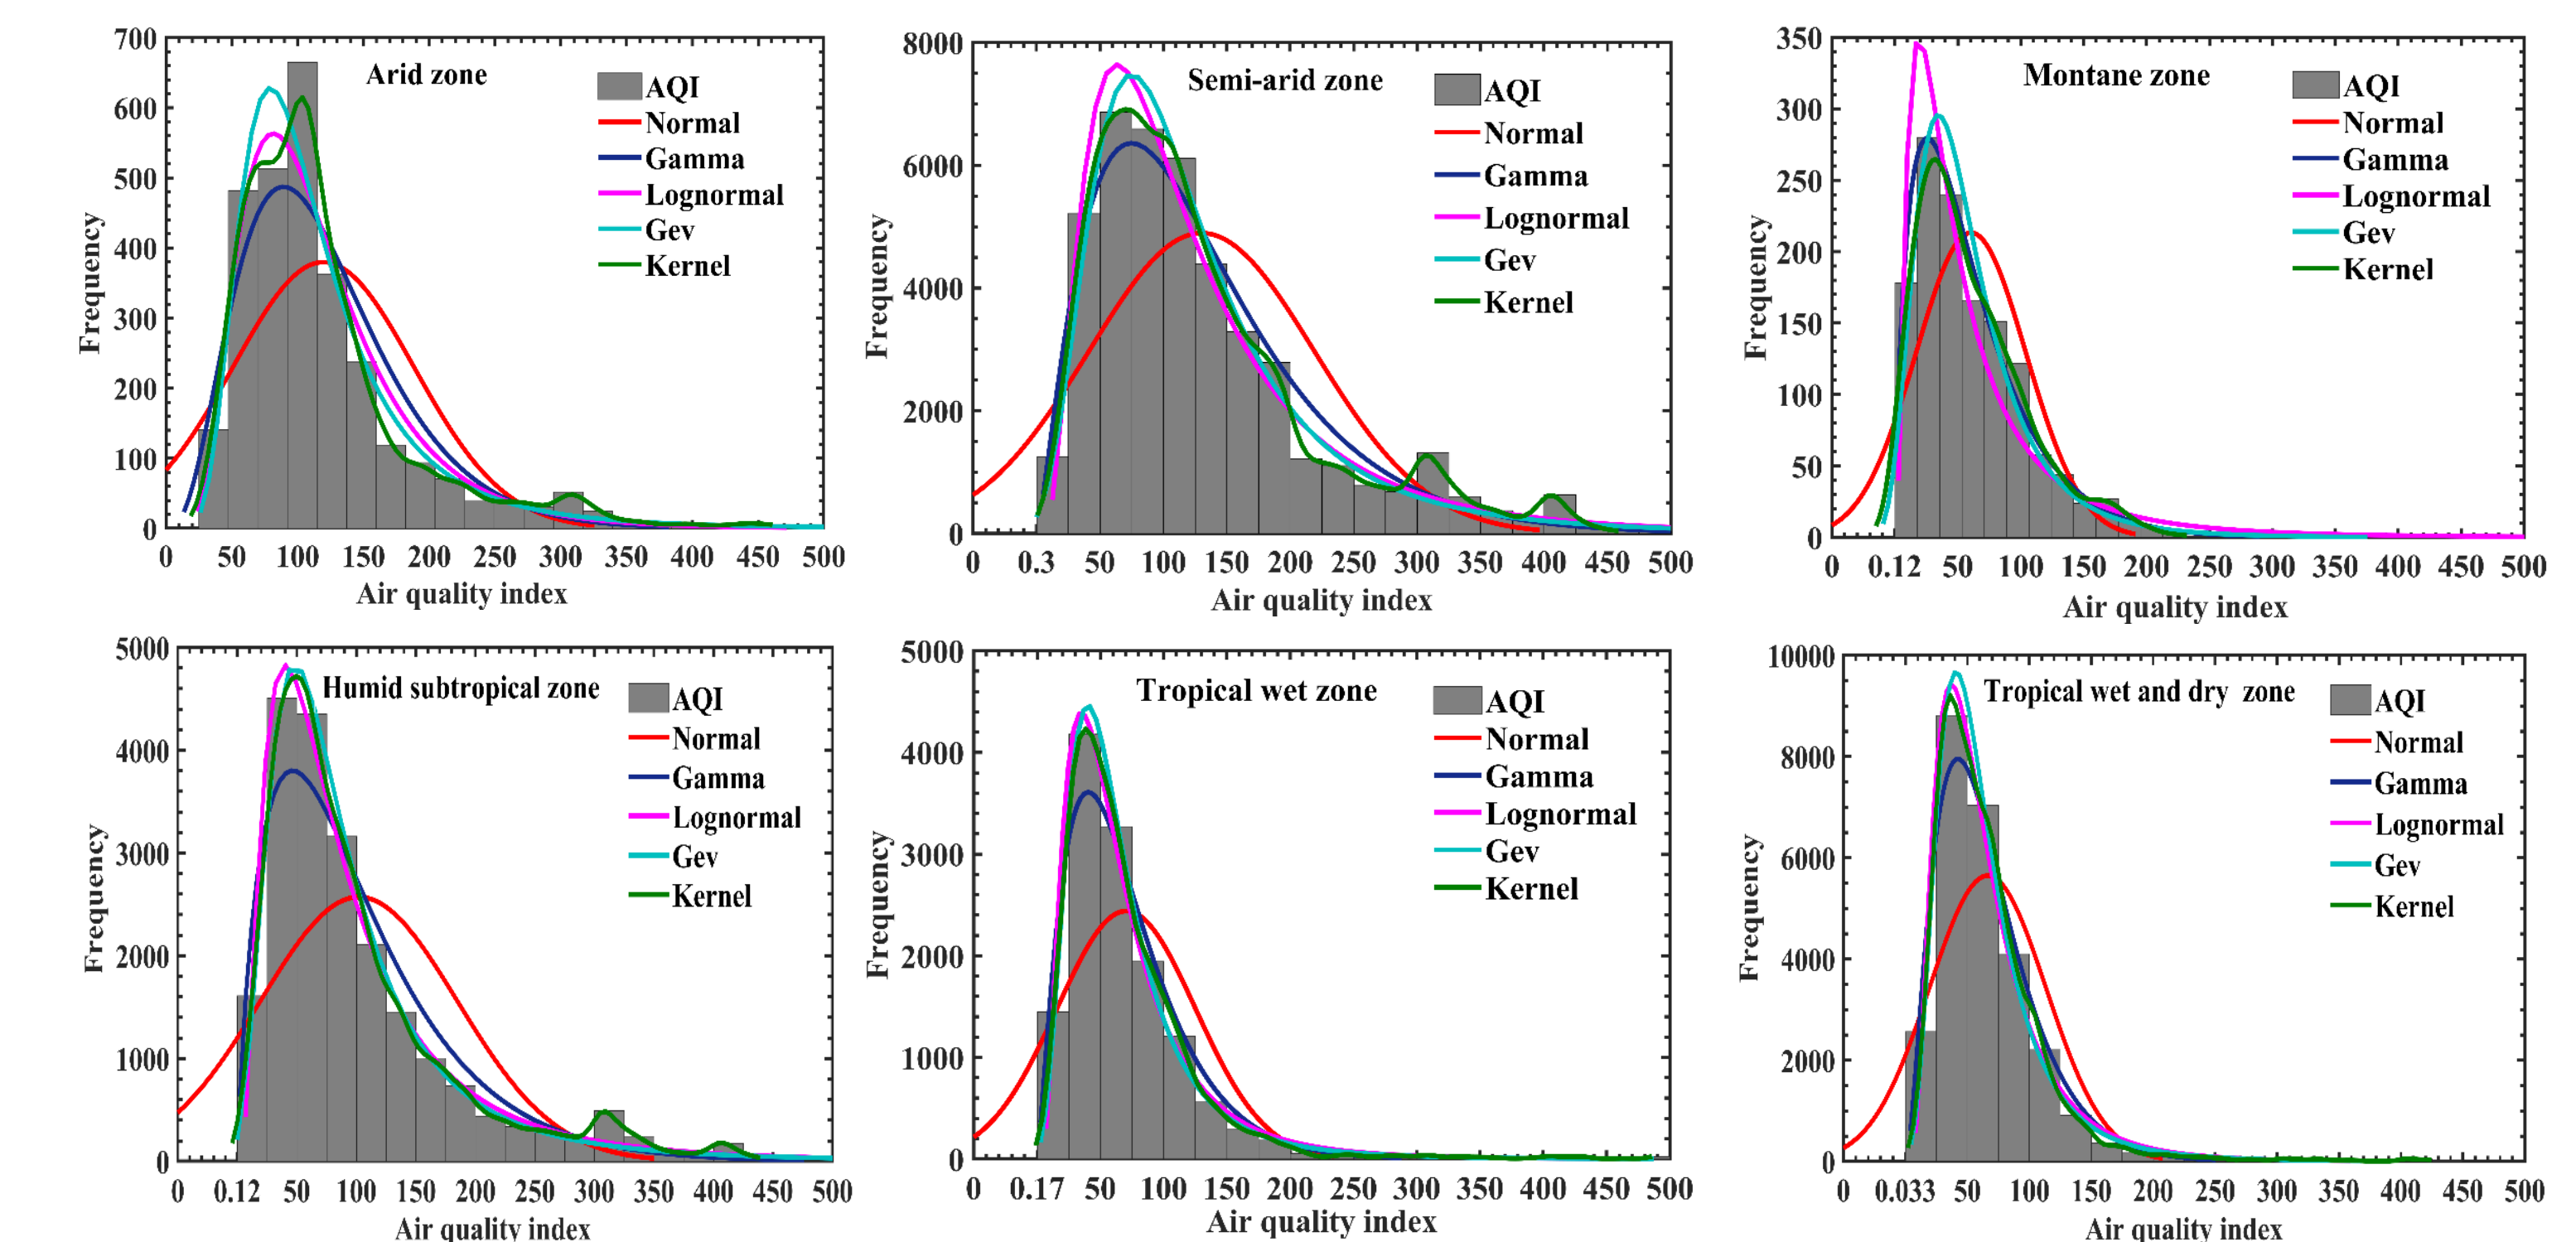 Arid zone
700
600
500
400
300
200
100
0
Frequency
AQI
Normal
Gamma
Lognormal
Gev
Kernel
0 50 100 150 200 250 300 350 400 450 500
Air quality index
Semi-arid zone
8000
6000
4000
2000
0
Frequency
AQI
Normal
Gamma
Lognormal
Gev
Kernel
0 0.3 50 100 150 200 250 300 350 400 450 500
Air quality index
Montane zone
350
300
250
200
150
100
50
0
Frequency
AQI
Normal
Gamma
Lognormal
Gev
Kernel
0 0.12 50 100 150 200 250 300 350 400 450 500
Air quality index
Humid subtropical zone
5000
4000
3000
2000
1000
0
Frequency
AQI
Normal
Gamma
Lognormal
Gev
Kernel
0 0.12 50 100 150 200 250 300 350 400 450 500
Air quality index
Tropical wet zone
5000
4000
3000
2000
1000
0
Frequency
AQI
Normal
Gamma
Lognormal
Gev
Kernel
0 0.17 50 100 150 200 250 300 350 400 450 500
Air quality index
Tropical wet and dry zone
10000
8000
6000
4000
2000
0
Frequency
AQI
Normal
Gamma
Lognormal
Gev
Kernel
0 0.033 50 100 150 200 250 300 350 400 450 500
Air quality index